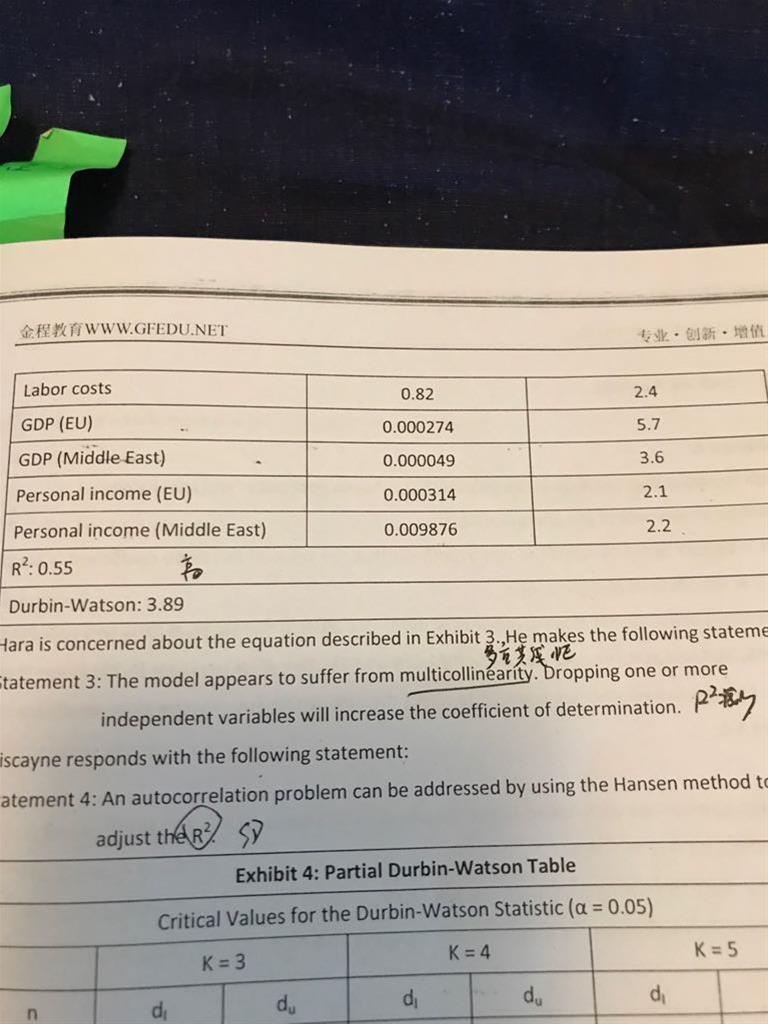 金程教育WWW.GFEDU.NET 专业·创新·增值
Labor costs 0.82 2.4
GDP (EU) 0.000274 5.7
GDP (Middle East) 0.000049 3.6
Personal income (EU) 0.000314 2.1
Personal income (Middle East) 0.009876 2.2
R²: 0.55 高
Durbin-Watson: 3.89
Hara is concerned about the equation described in Exhibit 3. He makes the following stateme
多重共线性
tatement 3: The model appears to suffer from multicollinearity. Dropping one or more
independent variables will increase the coefficient of determination. R²
iscayne responds with the following statement:
atement 4: An autocorrelation problem can be addressed by using the Hansen method to
adjust the R².
Exhibit 4: Partial Durbin-Watson Table
Critical Values for the Durbin-Watson Statistic (α = 0.05)
K = 3 K = 4 K = 5
n dl du dl du dl